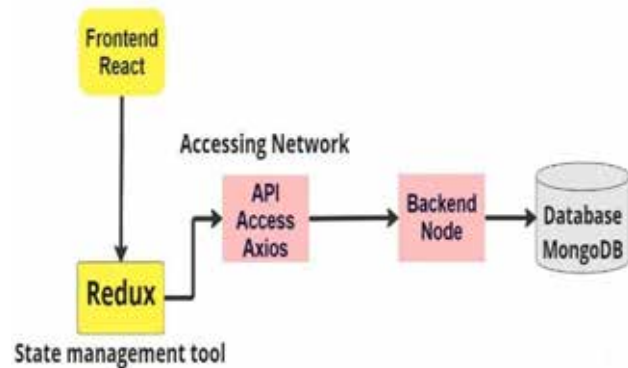 Frontend
React
Accessing Network
API
Access
Axios
Backend
Node
Database
MongoDB
Redux
State management tool